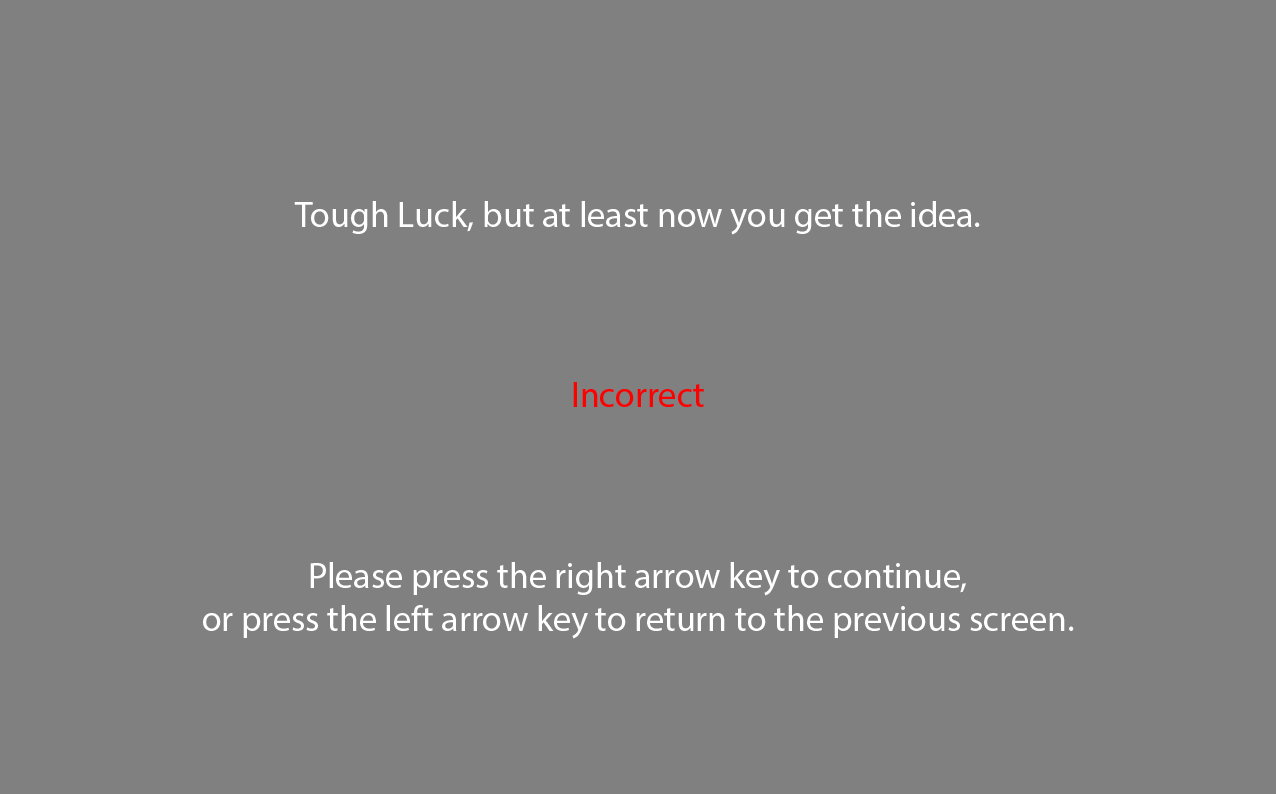 Tough Luck, but at least now you get the idea.
Incorrect
Please press the right arrow key to continue,
or press the left arrow key to return to the previous screen.